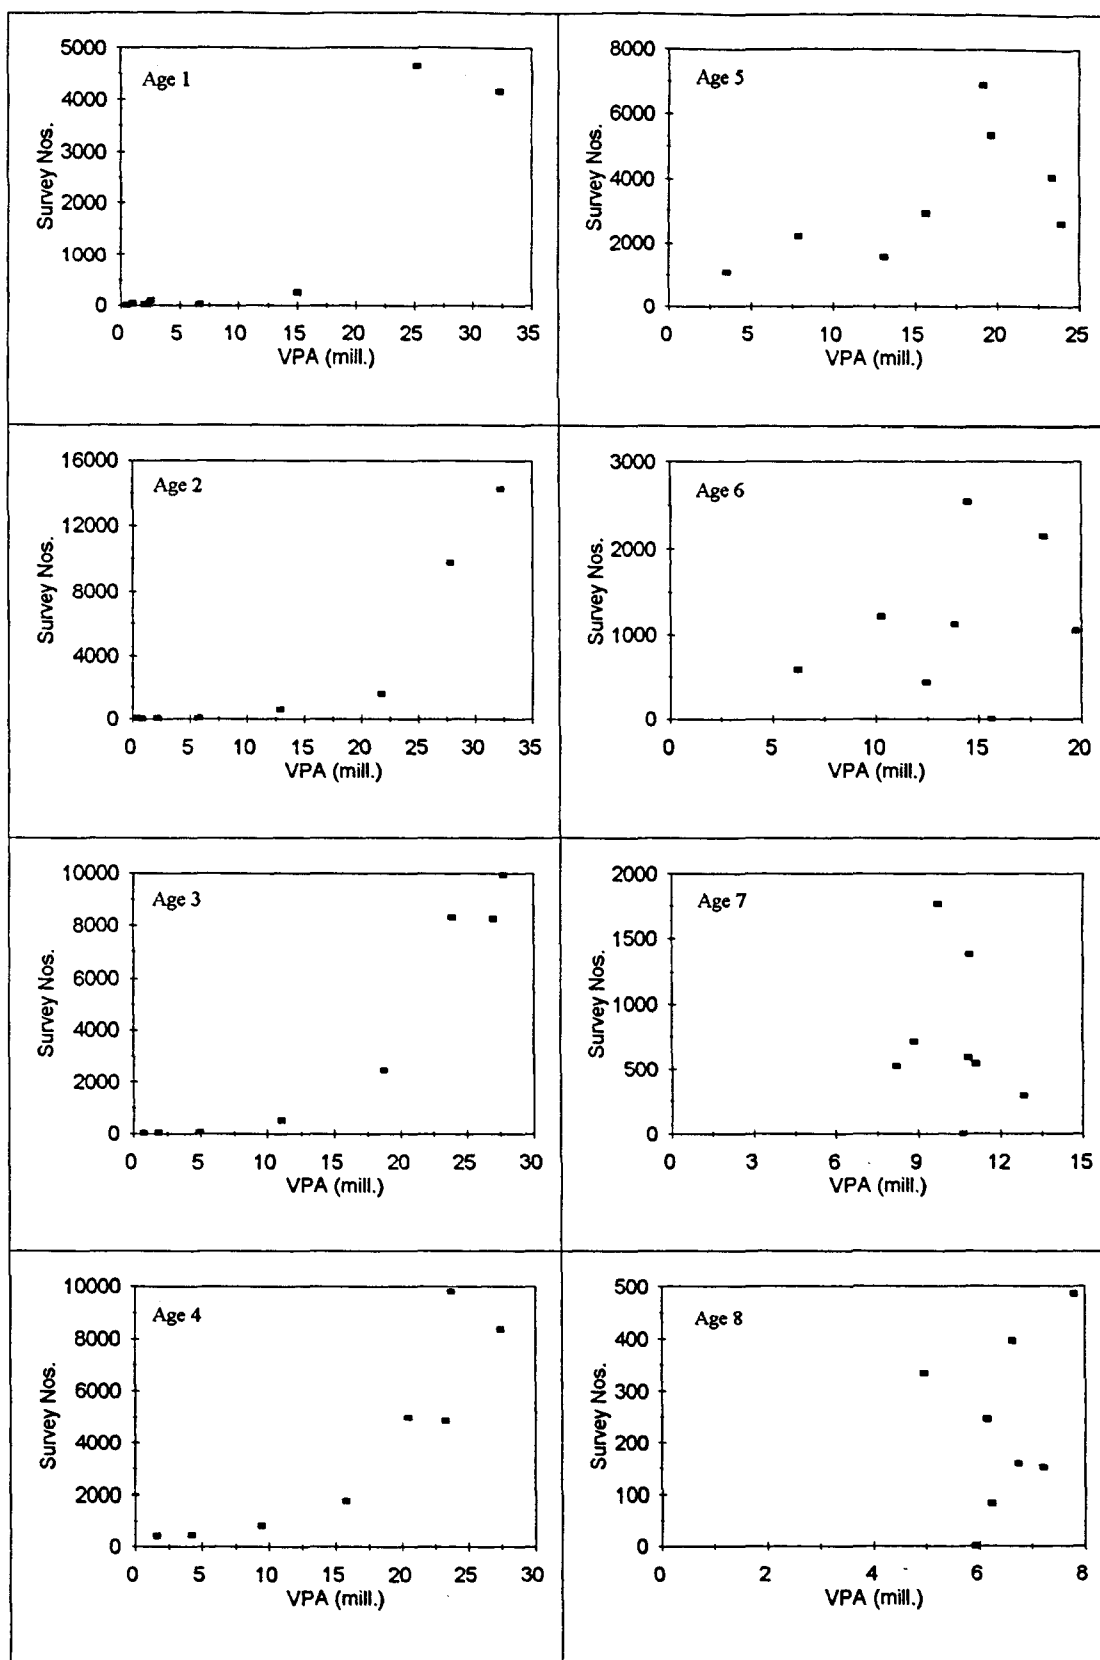 5000
4000
3000
2000
1000
0
Survey Nos.
Age 1
0 5 10 15 20 25 30 35
VPA (mill.)
8000
6000
4000
2000
0
Survey Nos.
Age 5
0 5 10 15 20 25
VPA (mill.)
16000
12000
8000
4000
0
Survey Nos.
Age 2
0 5 10 15 20 25 30 35
VPA (mill.)
3000
2000
1000
0
Survey Nos.
Age 6
0 5 10 15 20
VPA (mill.)
10000
8000
6000
4000
2000
0
Survey Nos.
Age 3
0 5 10 15 20 25 30
VPA (mill.)
2000
1500
1000
500
0
Survey Nos.
Age 7
0 3 6 9 12 15
VPA (mill.)
10000
8000
6000
4000
2000
0
Survey Nos.
Age 4
0 5 10 15 20 25 30
VPA (mill.)
500
400
300
200
100
0
Survey Nos.
Age 8
0 2 4 6 8
VPA (mill.)